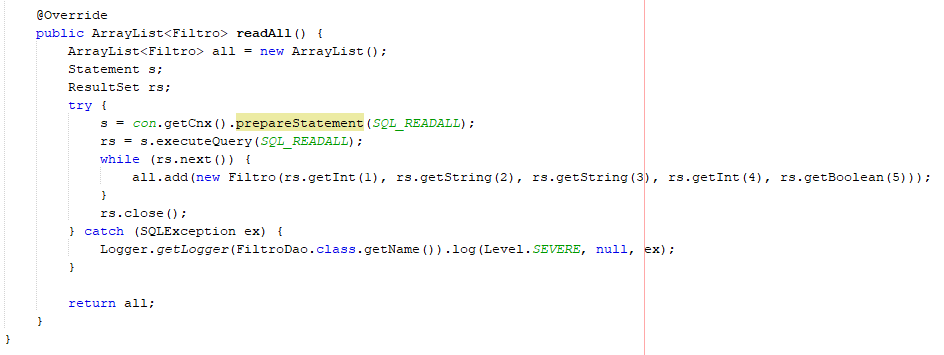 @Override
public ArrayList<Filtro> readAll() {
ArrayList<Filtro> all = new ArrayList();
Statement s;
ResultSet rs;
try {
s = con.getCnx().prepareStatement(SQL_READALL);
rs = s.executeQuery(SQL_READALL);
while (rs.next()) {
all.add(new Filtro(rs.getInt(1), rs.getString(2), rs.getString(3), rs.getInt(4), rs.getBoolean(5)));
}
rs.close();
} catch (SQLException ex) {
Logger.getLogger(FiltroDao.class.getName()).log(Level.SEVERE, null, ex);
}
return all;
}
}